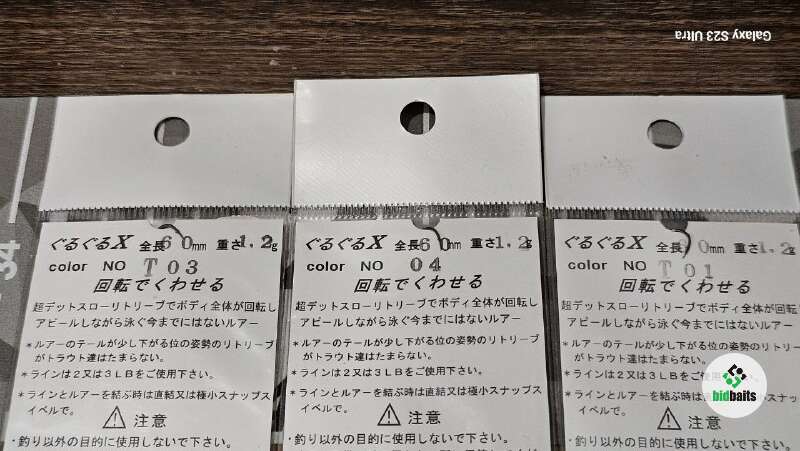 Galaxy S23 Ultra
ぐるぐるX 全長60mm 重さ1.2g
color NO T03
回転でくわせる
超デットスローリトリーブでボディ全体が回転し
アピールしながら泳ぐ今までにはないルアー
*ルアーのテールが少し下がる位の姿勢のリトリーブ
がトラウト達はたまらない。
*ラインは2又は3LBをご使用下さい。
*ラインとルアーを結ぶ時は直結又は極小スナップス
イベルで。
⚠注意
・釣り以外の目的に使用しないで下さい。
ぐるぐるX 全長60mm 重さ1.2g
color NO 04
回転でくわせる
超デットスローリトリーブでボディ全体が回転し
アピールしながら泳ぐ今までにはないルアー
*ルアーのテールが少し下がる位の姿勢のリトリーブ
がトラウト達はたまらない。
*ラインは2又は3LBをご使用下さい。
*ラインとルアーを結ぶ時は直結又は極小スナップス
イベルで。
⚠注意
・釣り以外の目的に使用しないで下さい。
ぐるぐるX 全長 0mm 重さ1.2g
color NO T01
回転でくわせる
超デットスローリトリーブでボディ全体が回転
アピールしながら泳ぐ今までにはないルアー
*ルアーのテールが少し下がる位の姿勢のリトリー
がトラウト達はたまらない。
*ラインは2又は3LBをご使用下さい
*ラインとルアーを結ぶ時は直結
イベルで。
⚠注意
・釣り以外の目的に使用しないで下さい。
34
bidbaits